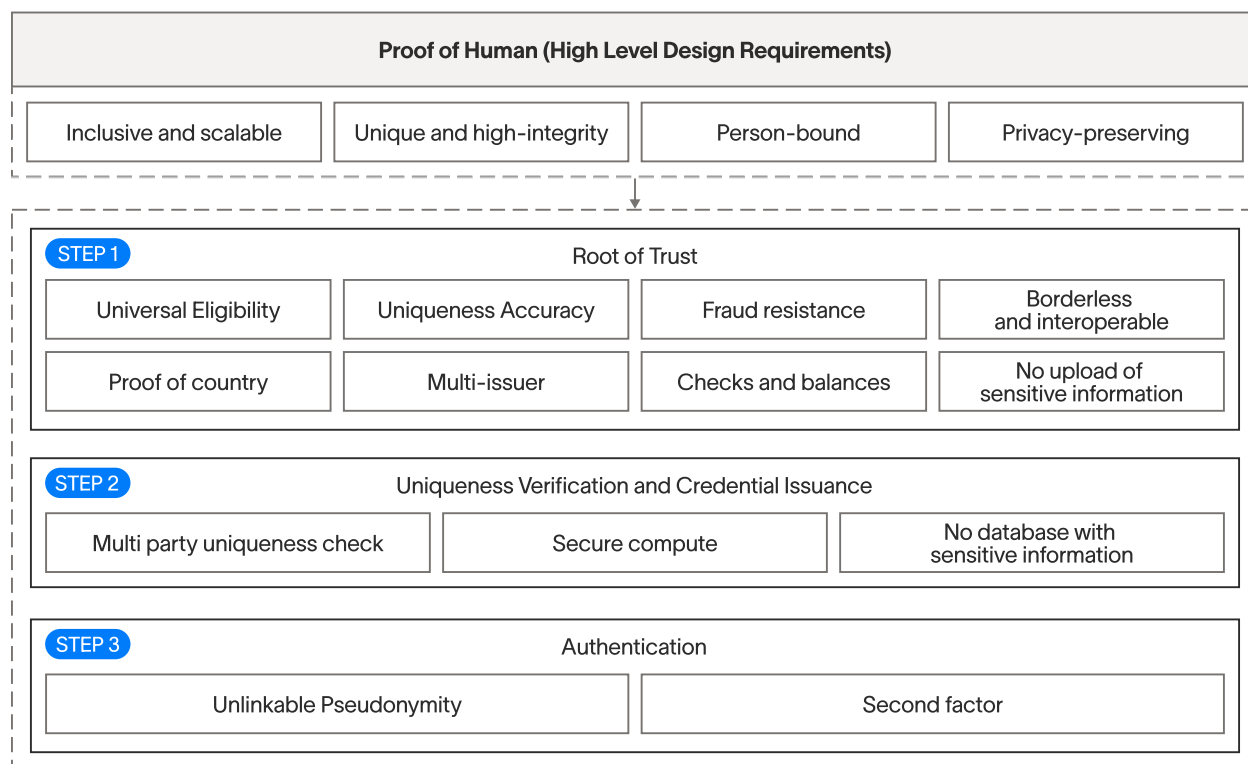 Proof of Human (High Level Design Requirements)
Inclusive and scalable
Unique and high-integrity
Person-bound
Privacy-preserving
STEP 1
Root of Trust
Universal Eligibility
Uniqueness Accuracy
Fraud resistance
Borderless
and interoperable
Proof of country
Multi-issuer
Checks and balances
No upload of
sensitive information
STEP 2
Uniqueness Verification and Credential Issuance
Multi party uniqueness check
Secure compute
No database with
sensitive information
STEP 3
Authentication
Unlinkable Pseudonymity
Second factor